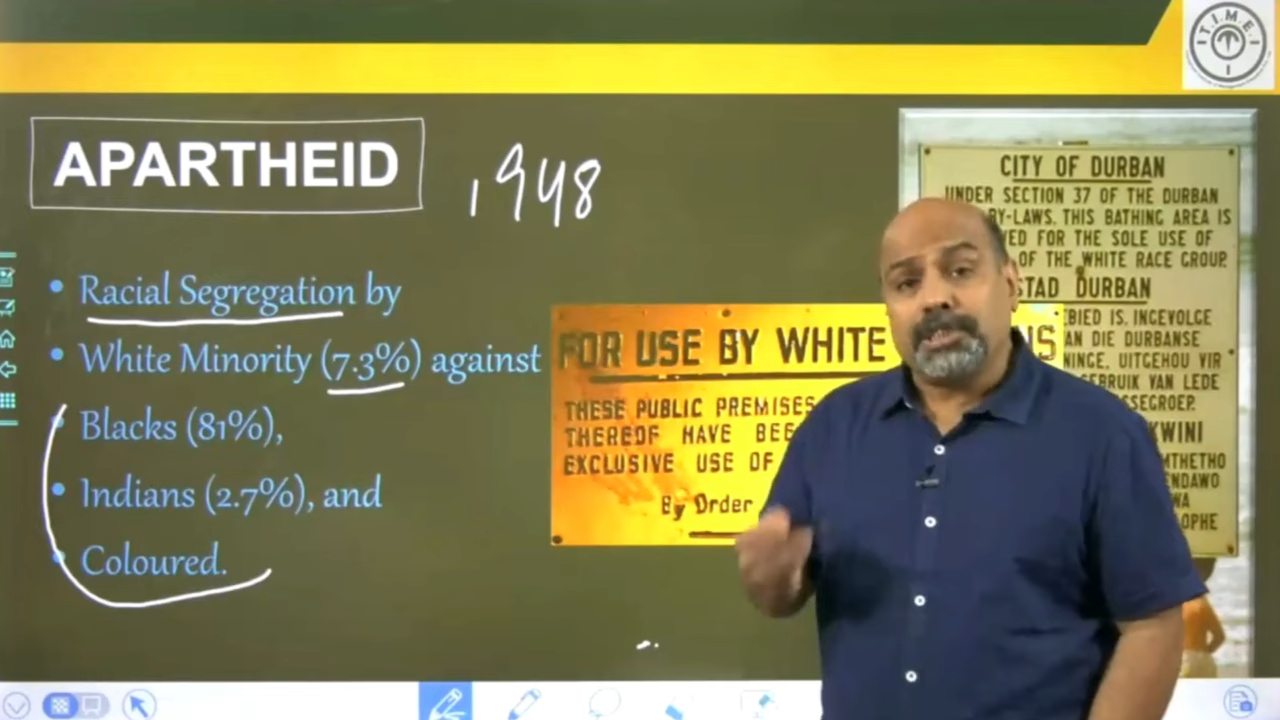 T.I.M.E.
APARTHEID
1948
Racial Segregation by
White Minority (7.3%) against
Blacks (81%),
Indians (2.7%), and
Coloured.
FOR USE BY WHITE
THESE PUBLIC PREMISES
THEREOF HAVE
EXCLUSIVE USE OF
By Order
CITY OF DURBAN
UNDER SECTION 37 OF THE DURBAN
BY-LAWS. THIS BATHING AREA IS
FOR THE SOLE USE OF
OF THE WHITE RACE GROUP.
STAD DURBAN
IS, INGEVOLGE
AN DIE DURBANSE
UITGEHOU VIR
GEBRUIK VAN LEDE